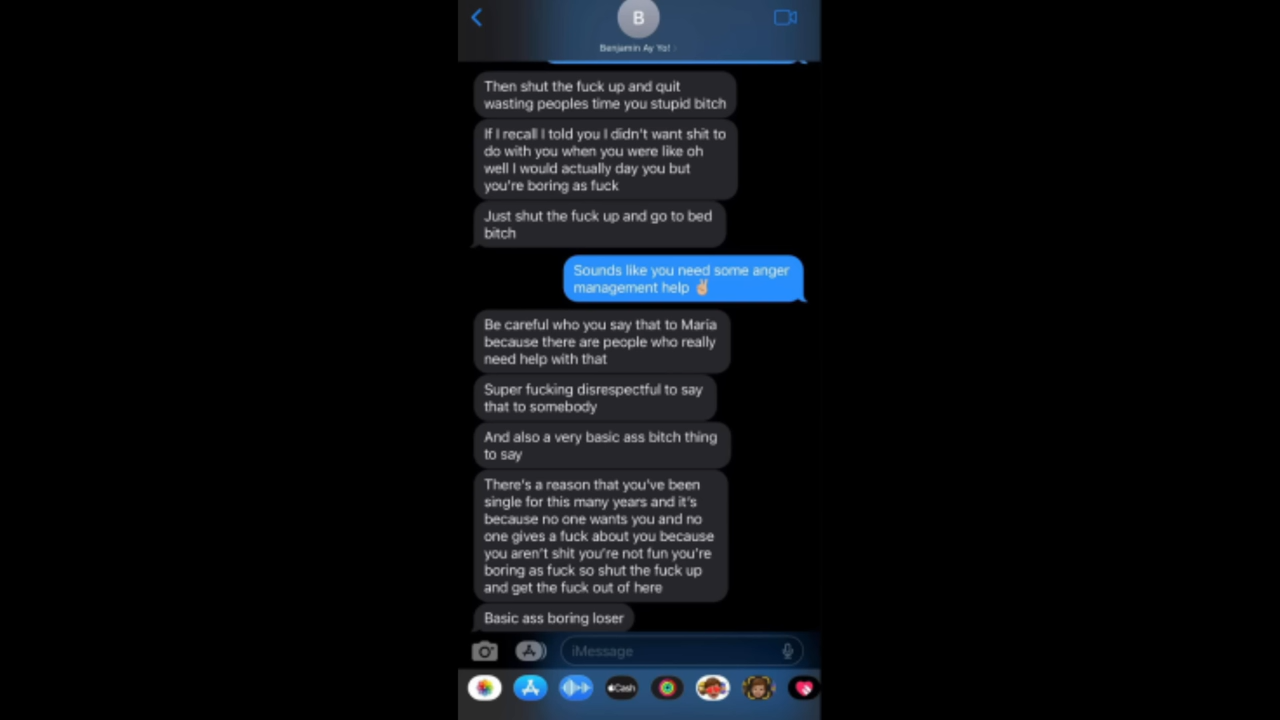 B
Benjamin Ay Yo! ›
Then shut the fuck up and quit
wasting peoples time you stupid bitch
If I recall I told you I didn't want shit to
do with you when you were like oh
well I would actually day you but
you're boring as fuck
Just shut the fuck up and go to bed
bitch
Sounds like you need some anger
management help ✌🏼
Be careful who you say that to Maria
because there are people who really
need help with that
Super fucking disrespectful to say
that to somebody
And also a very basic ass bitch thing
to say
There's a reason that you've been
single for this many years and it's
because no one wants you and no
one gives a fuck about you because
you aren't shit you're not fun you're
boring as fuck so shut the fuck up
and get the fuck out of here
Basic ass boring loser
iMessage
Cash